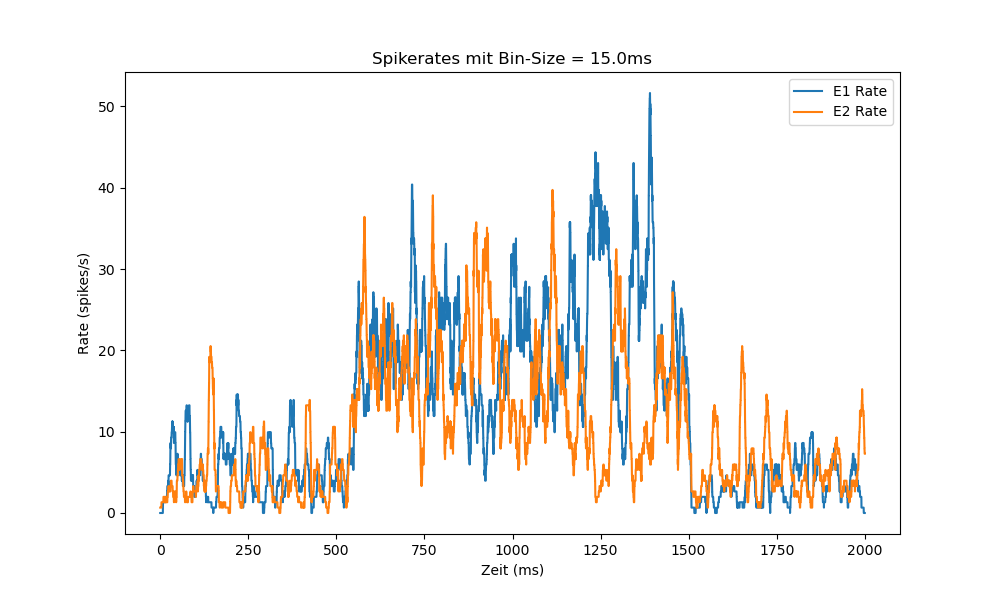 Spikerates mit Bin-Size = 15.0ms
E1 Rate
E2 Rate
Rate (spikes/s)
50
40
30
20
10
0
0 250 500 750 1000 1250 1500 1750 2000
Zeit (ms)